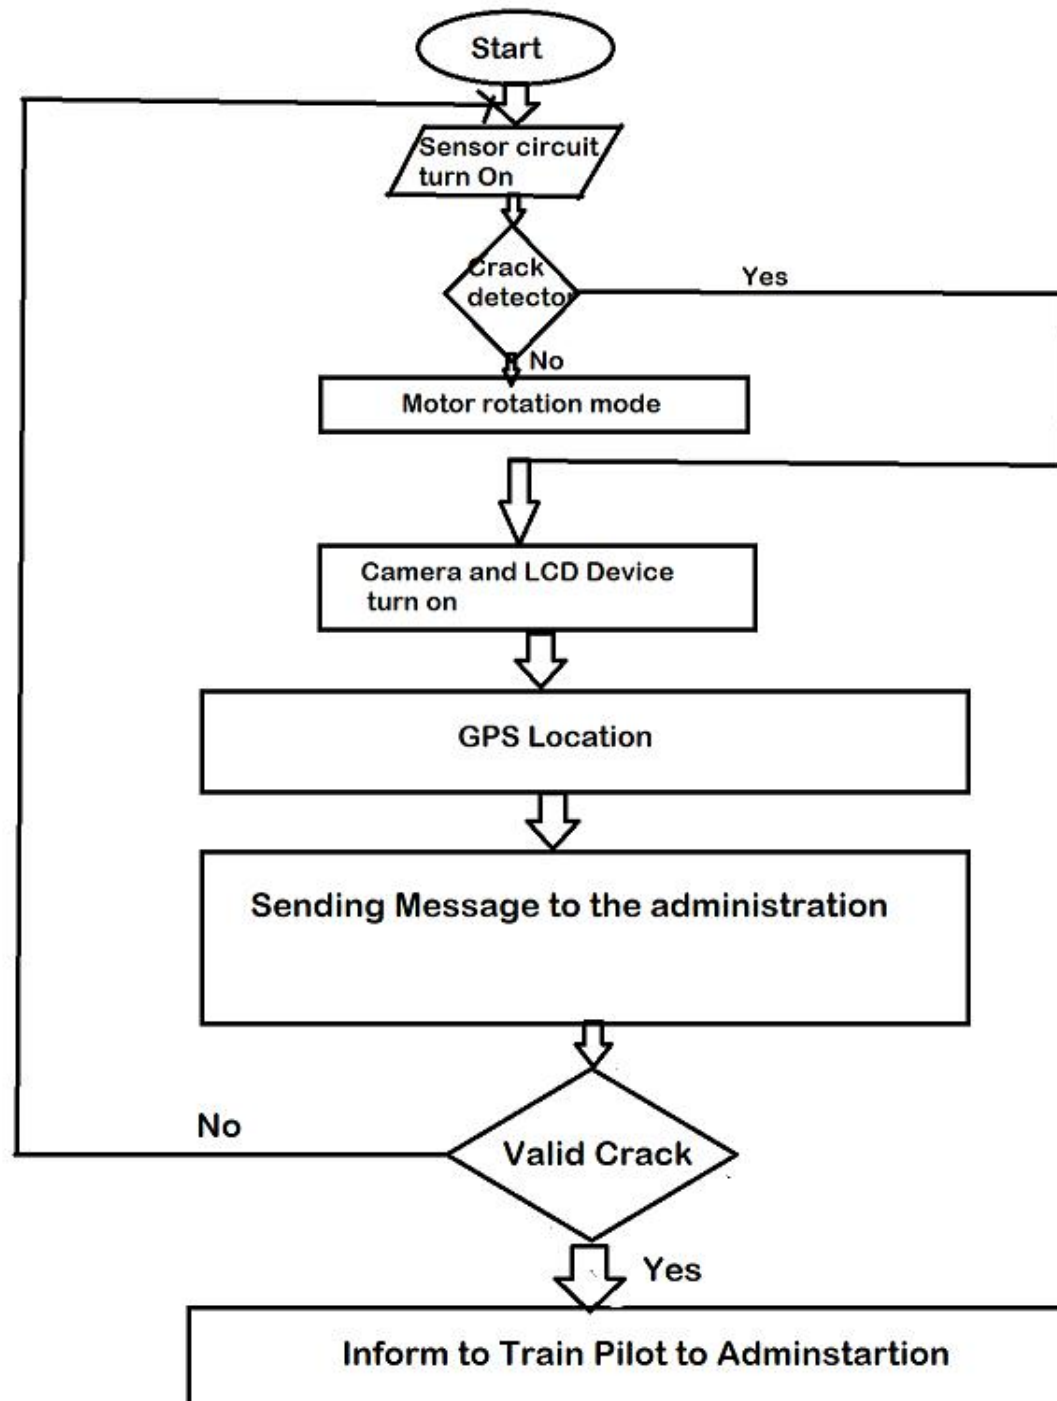 Start
Sensor circuit
turn On
Crack
detector
Yes
No
Motor rotation mode
Camera and LCD Device
turn on
GPS Location
Sending Message to the administration
No
Valid Crack
Yes
Inform to Train Pilot to Adminstartion